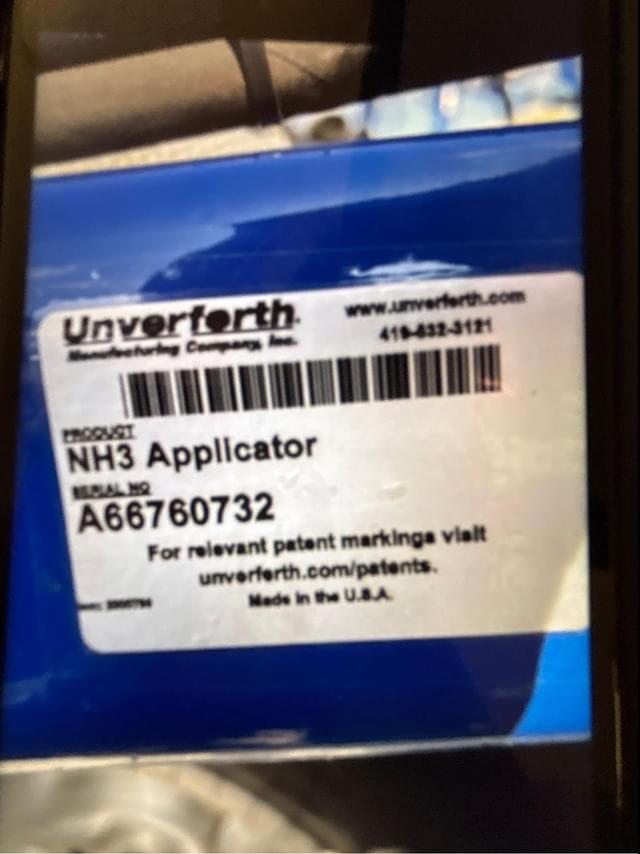 Unverferth
Manufacturing Company, Inc.
www.unverferth.com
419-532-3121
PRODUCT
NH3 Applicator
SERIAL NO
A66760732
For relevant patent markings visit
unverferth.com/patents.
Made in the U.S.A.